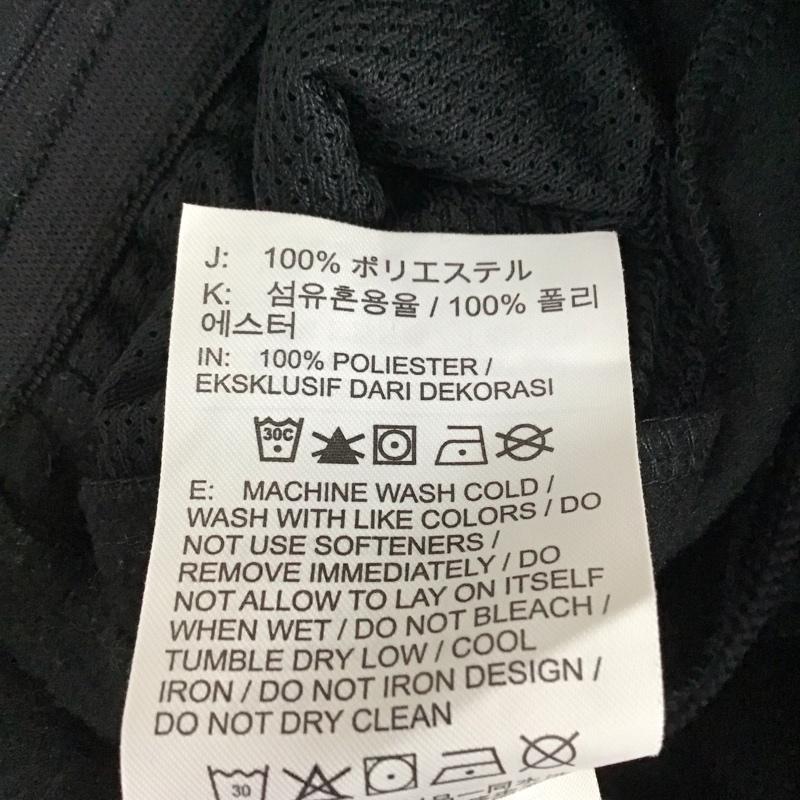 J: 100% ポリエステル
K: 섬유혼용율 / 100% 폴리
에스터
IN: 100% POLIESTER /
EKSKLUSIF DARI DEKORASI
30C
E: MACHINE WASH COLD /
WASH WITH LIKE COLORS / DO
NOT USE SOFTENERS /
REMOVE IMMEDIATELY / DO
NOT ALLOW TO LAY ON ITSELF
WHEN WET / DO NOT BLEACH /
TUMBLE DRY LOW / COOL
IRON / DO NOT IRON DESIGN /
DO NOT DRY CLEAN
30